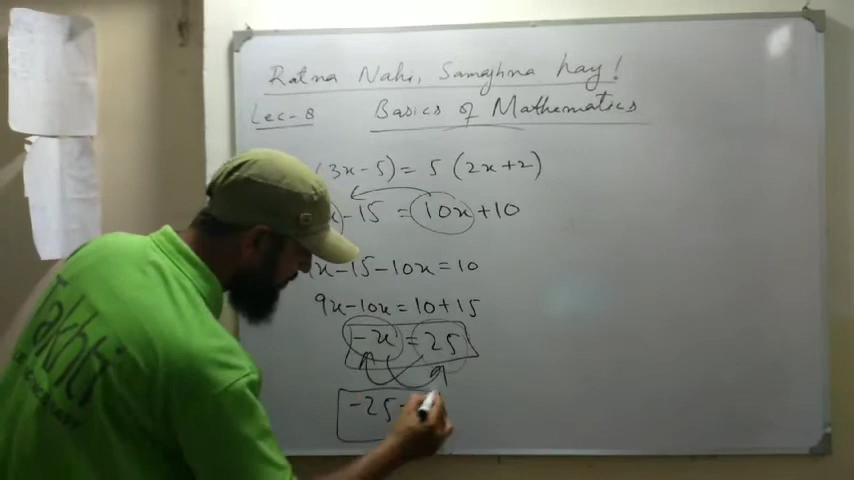 Ratna Nahi, Samajhna hay!
Lec-8 Basics of Mathematics
(3x-5) = 5 (2x+2)
x-15 = 10x+10
9x-15-10x=10
9x-10x=10+15
-x=25
-25
Takhti